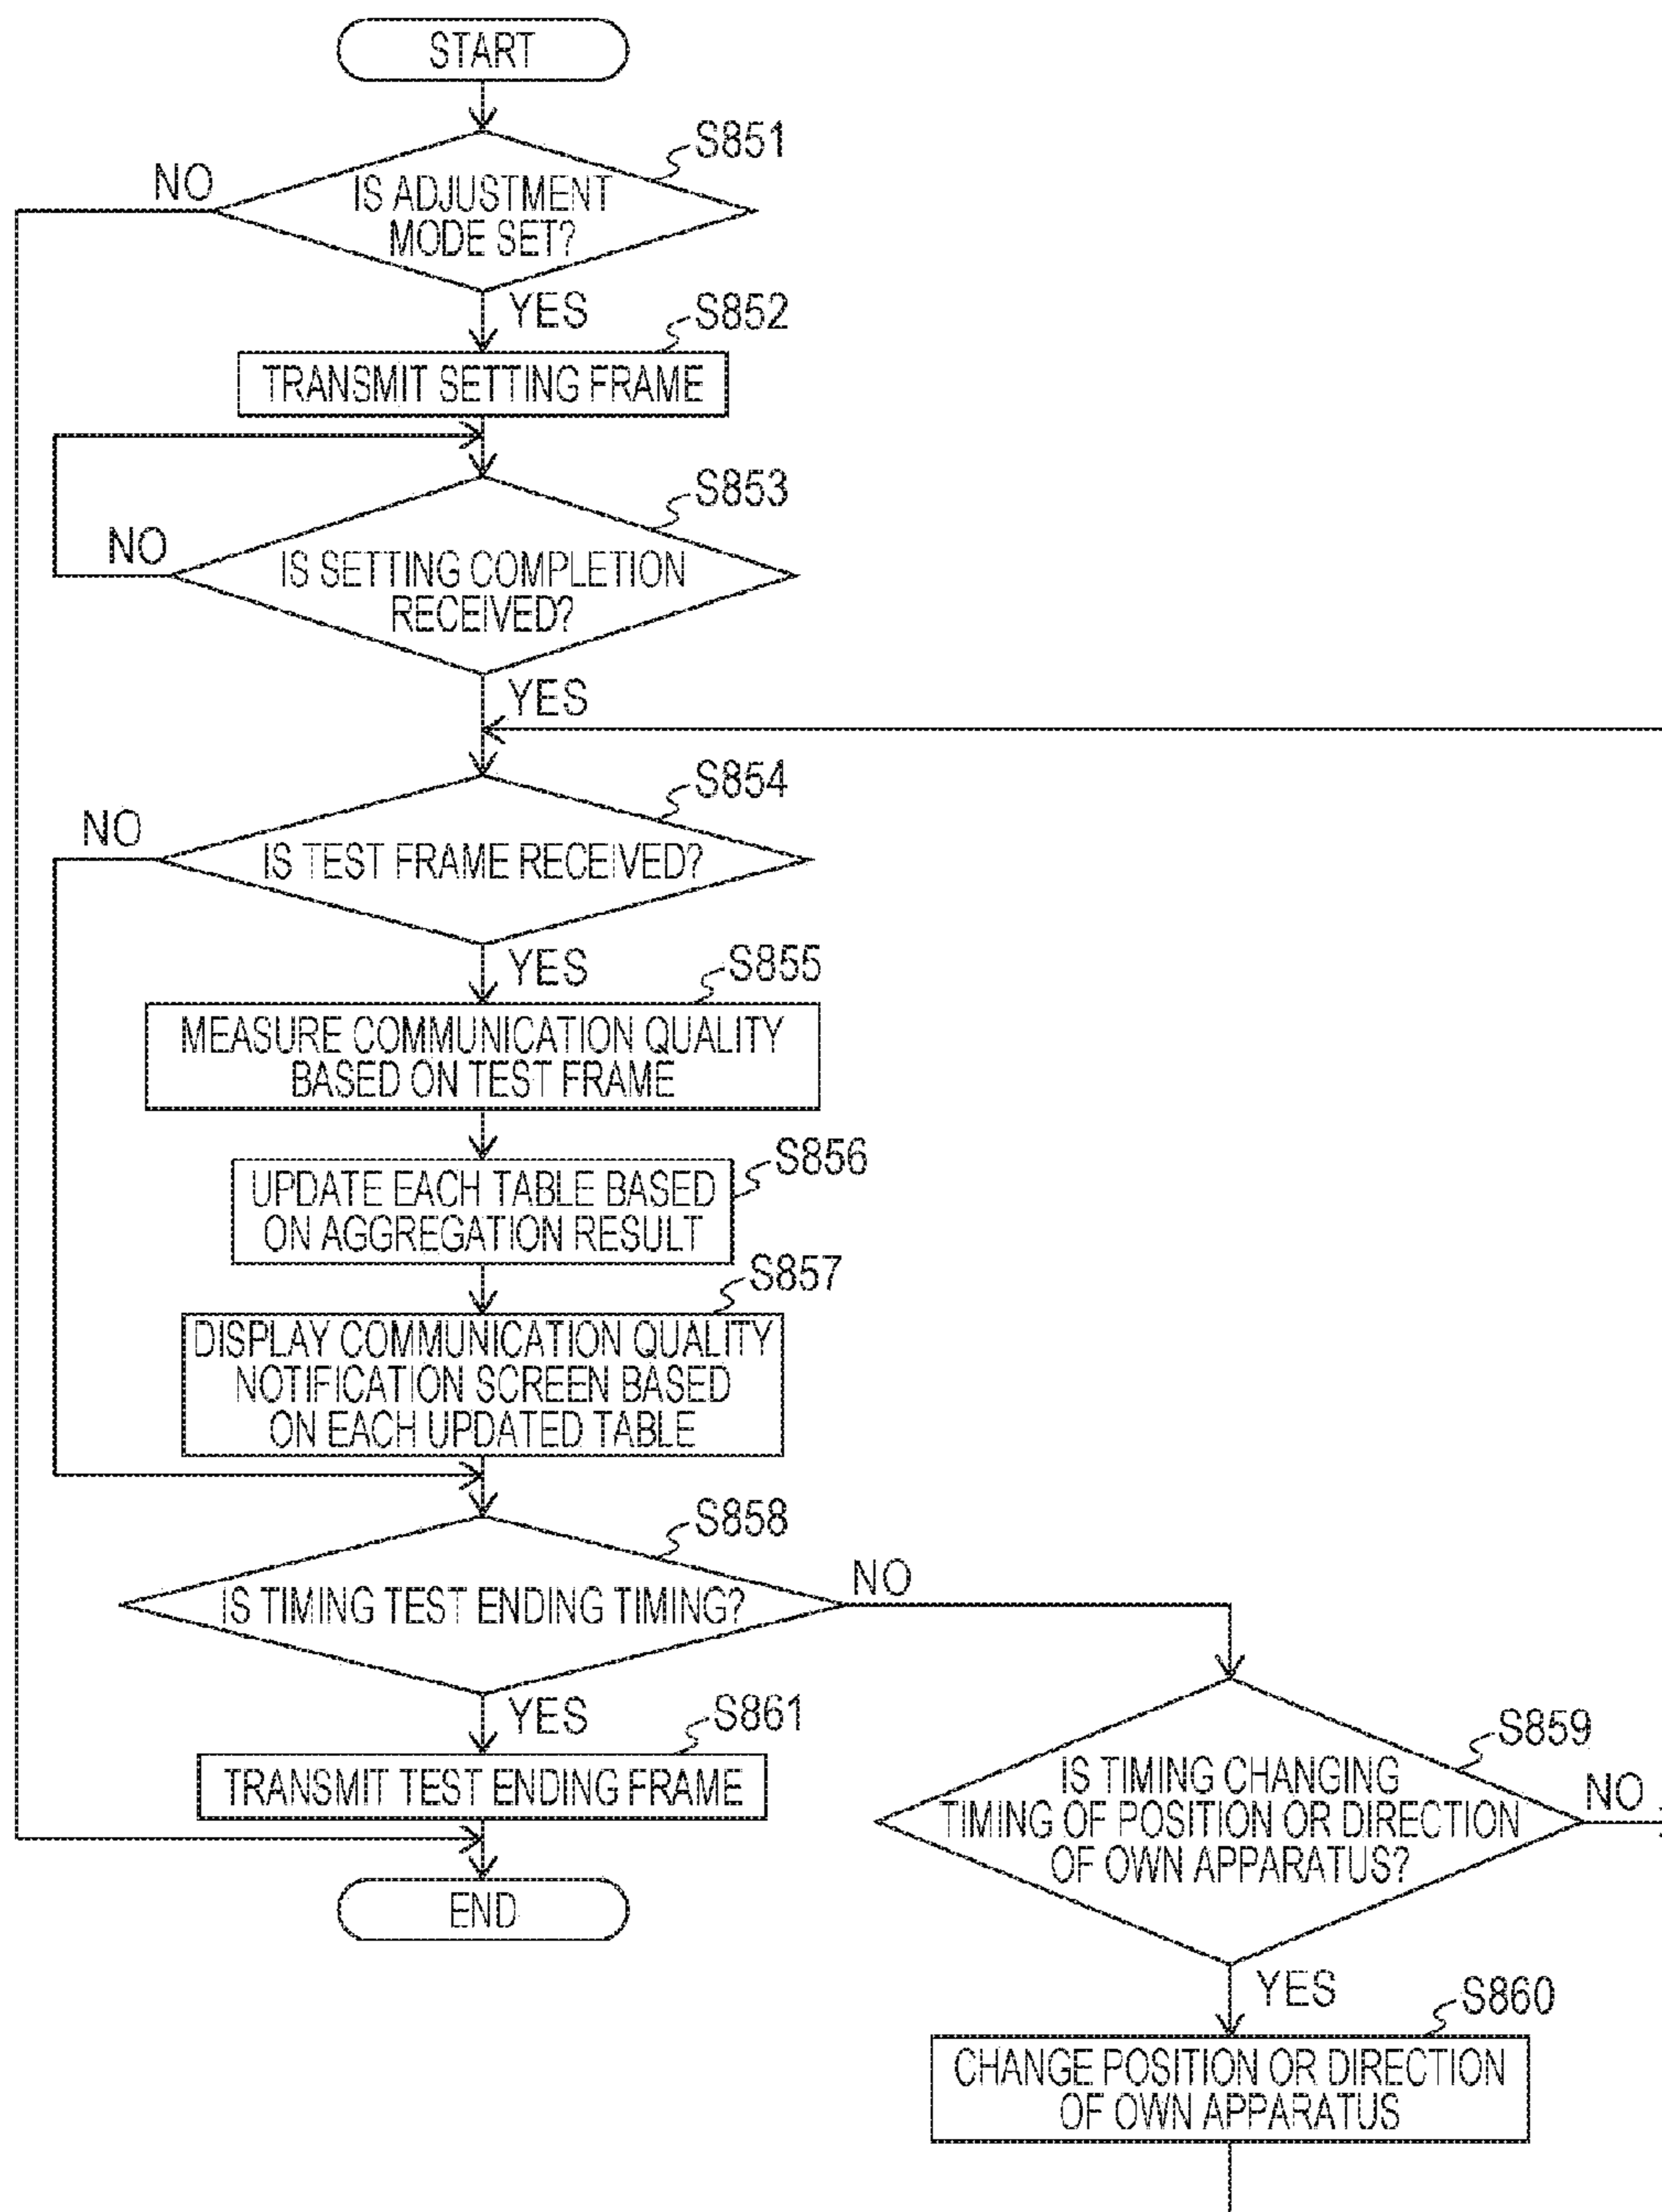 START
S851
NO
IS ADJUSTMENT
MODE SET?
YES
S852
TRANSMIT SETTING FRAME
S853
NO
IS SETTING COMPLETION
RECEIVED?
YES
S854
NO
IS TEST FRAME RECEIVED?
YES
S855
MEASURE COMMUNICATION QUALITY
BASED ON TEST FRAME
S856
UPDATE EACH TABLE BASED
ON AGGREGATION RESULT
S857
DISPLAY COMMUNICATION QUALITY
NOTIFICATION SCREEN BASED
ON EACH UPDATED TABLE
S858
NO
IS TIMING TEST ENDING TIMING?
YES
S861
TRANSMIT TEST ENDING FRAME
END
S859
IS TIMING CHANGING
TIMING OF POSITION OR DIRECTION
OF OWN APPARATUS?
NO
YES
S860
CHANGE POSITION OR DIRECTION
OF OWN APPARATUS